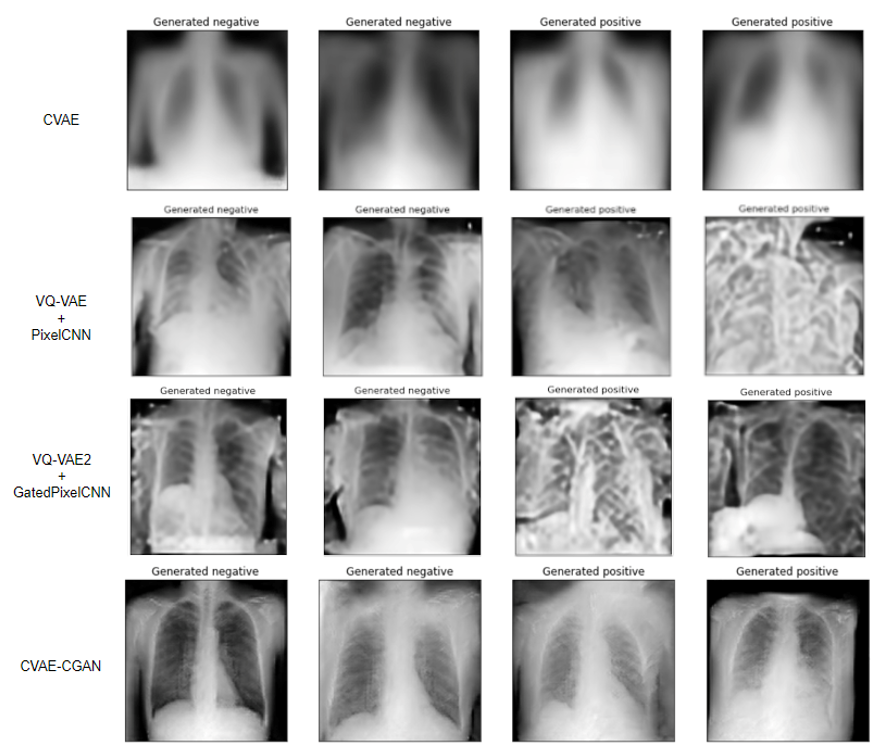 Generated negative Generated negative Generated positive Generated positive
CVAE
Generated negative Generated negative Generated positive Generated positive
VQ-VAE
+
PixelCNN
Generated negative Generated negative Generated positive Generated positive
VQ-VAE2
+
GatedPixelCNN
Generated negative Generated negative Generated positive Generated positive
CVAE-CGAN